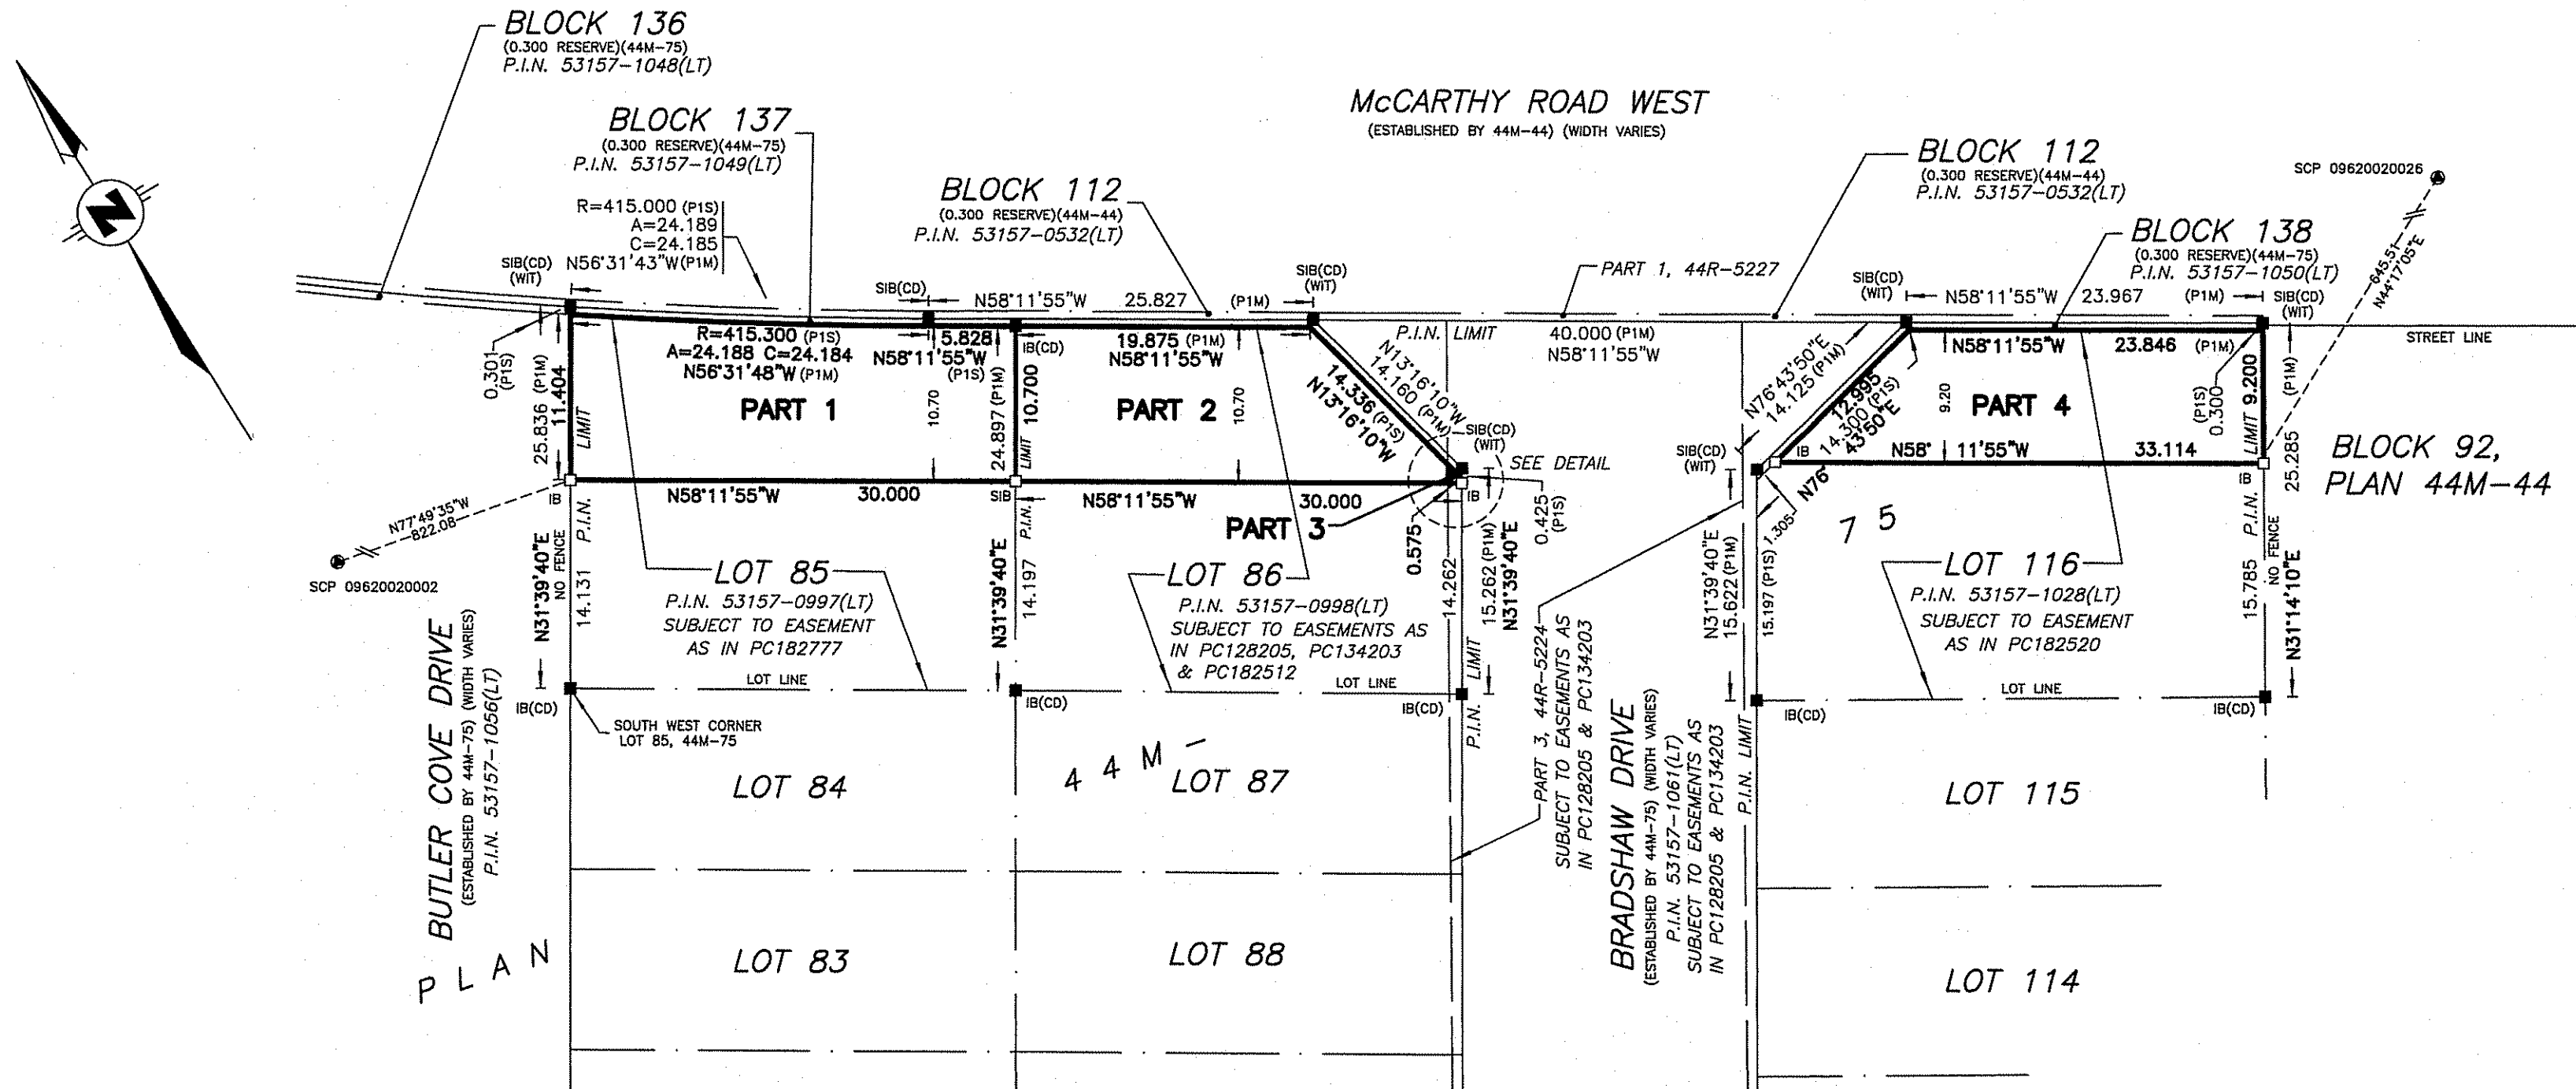 BLOCK 136
(0.300 RESERVE)(44M-75)
P.I.N. 53157-1048(LT)
BLOCK 137
(0.300 RESERVE)(44M-75)
P.I.N. 53157-1049(LT)
R=415.000 (P1S)
A=24.189
C=24.185
N56°31'43"W(P1M)
BLOCK 112
(0.300 RESERVE)(44M-44)
P.I.N. 53157-0532(LT)
McCARTHY ROAD WEST
(ESTABLISHED BY 44M-44) (WIDTH VARIES)
BLOCK 112
(0.300 RESERVE)(44M-44)
P.I.N. 53157-0532(LT)
BLOCK 138
(0.300 RESERVE)(44M-75)
P.I.N. 53157-1050(LT)
SCP 09620020026
645.51
N44°17'05"E
N
SIB(CD)
(WIT)
SIB(CD)
N58°11'55"W 25.827 (P1M)
SIB(CD)
(WIT)
PART 1, 44R-5227
SIB(CD)
(WIT)
N58°11'55"W 23.967 (P1M)
SIB(CD)
(WIT)
STREET LINE
R=415.300 (P1S)
A=24.188 C=24.184
N56°31'48"W (P1M)
5.828
N58°11'55"W
(P1S)
IB(CD)
19.875 (P1M)
N58°11'55"W
P.I.N. LIMIT
40.000 (P1M)
N58°11'55"W
N58°11'55"W 23.846 (P1M)
0.301
(P1S)
25.836 (P1M)
11.404
LIMIT
PART 1
10.70
24.897 (P1M)
LIMIT 10.700
PART 2
10.70
N13°16'10"W
14.160 (P1M)
14.336 (P1S)
N13°16'10"W
SIB(CD)
(WIT)
SEE DETAIL
N76°43'50"E
14.125 (P1M)
12.995
14.300 (P1S)
N76° 43'50"E
9.20
PART 4
(P1S)
0.300
LIMIT 9.200
(P1M)
25.285
BLOCK 92,
PLAN 44M-44
SIB(CD)
(WIT)
IB
N58° 11'55"W 33.114
IB
1.305
IB
N58°11'55"W 30.000
SIB
N58°11'55"W 30.000
IB
PART 3
0.575
0.425
(P1S)
N77°49'35"W
822.08
SCP 09620020002
N31°39'40"E
NO FENCE
14.131 P.I.N.
N31°39'40"E
14.197
P.I.N.
14.262
15.262 (P1M)
N31°39'40"E
P.I.N. LIMIT
N31°39'40"E
15.622 (P1M)
15.197 (P1S)
15.785 P.I.N.
NO FENCE
N31°14'10"E
LOT 85
P.I.N. 53157-0997(LT)
SUBJECT TO EASEMENT
AS IN PC182777
LOT 86
P.I.N. 53157-0998(LT)
SUBJECT TO EASEMENTS AS
IN PC128205, PC134203
& PC182512
LOT 116
P.I.N. 53157-1028(LT)
SUBJECT TO EASEMENT
AS IN PC182520
LOT LINE
LOT LINE
LOT LINE
IB(CD)
IB(CD)
IB(CD)
IB(CD)
IB(CD)
SOUTH WEST CORNER
LOT 85, 44M-75
BUTLER COVE DRIVE
(ESTABLISHED BY 44M-75) (WIDTH VARIES)
P.I.N. 53157-1056(LT)
PART 3, 44R-5224
SUBJECT TO EASEMENTS AS
IN PC128205 & PC134203
BRADSHAW DRIVE
(ESTABLISHED BY 44M-75) (WIDTH VARIES)
P.I.N. 53157-1061(LT)
SUBJECT TO EASEMENTS AS
IN PC128205 & PC134203
P.I.N. LIMIT
P.I.N.
PLAN 44M-75
LOT 84
LOT 87
LOT 115
LOT 83
LOT 88
LOT 114